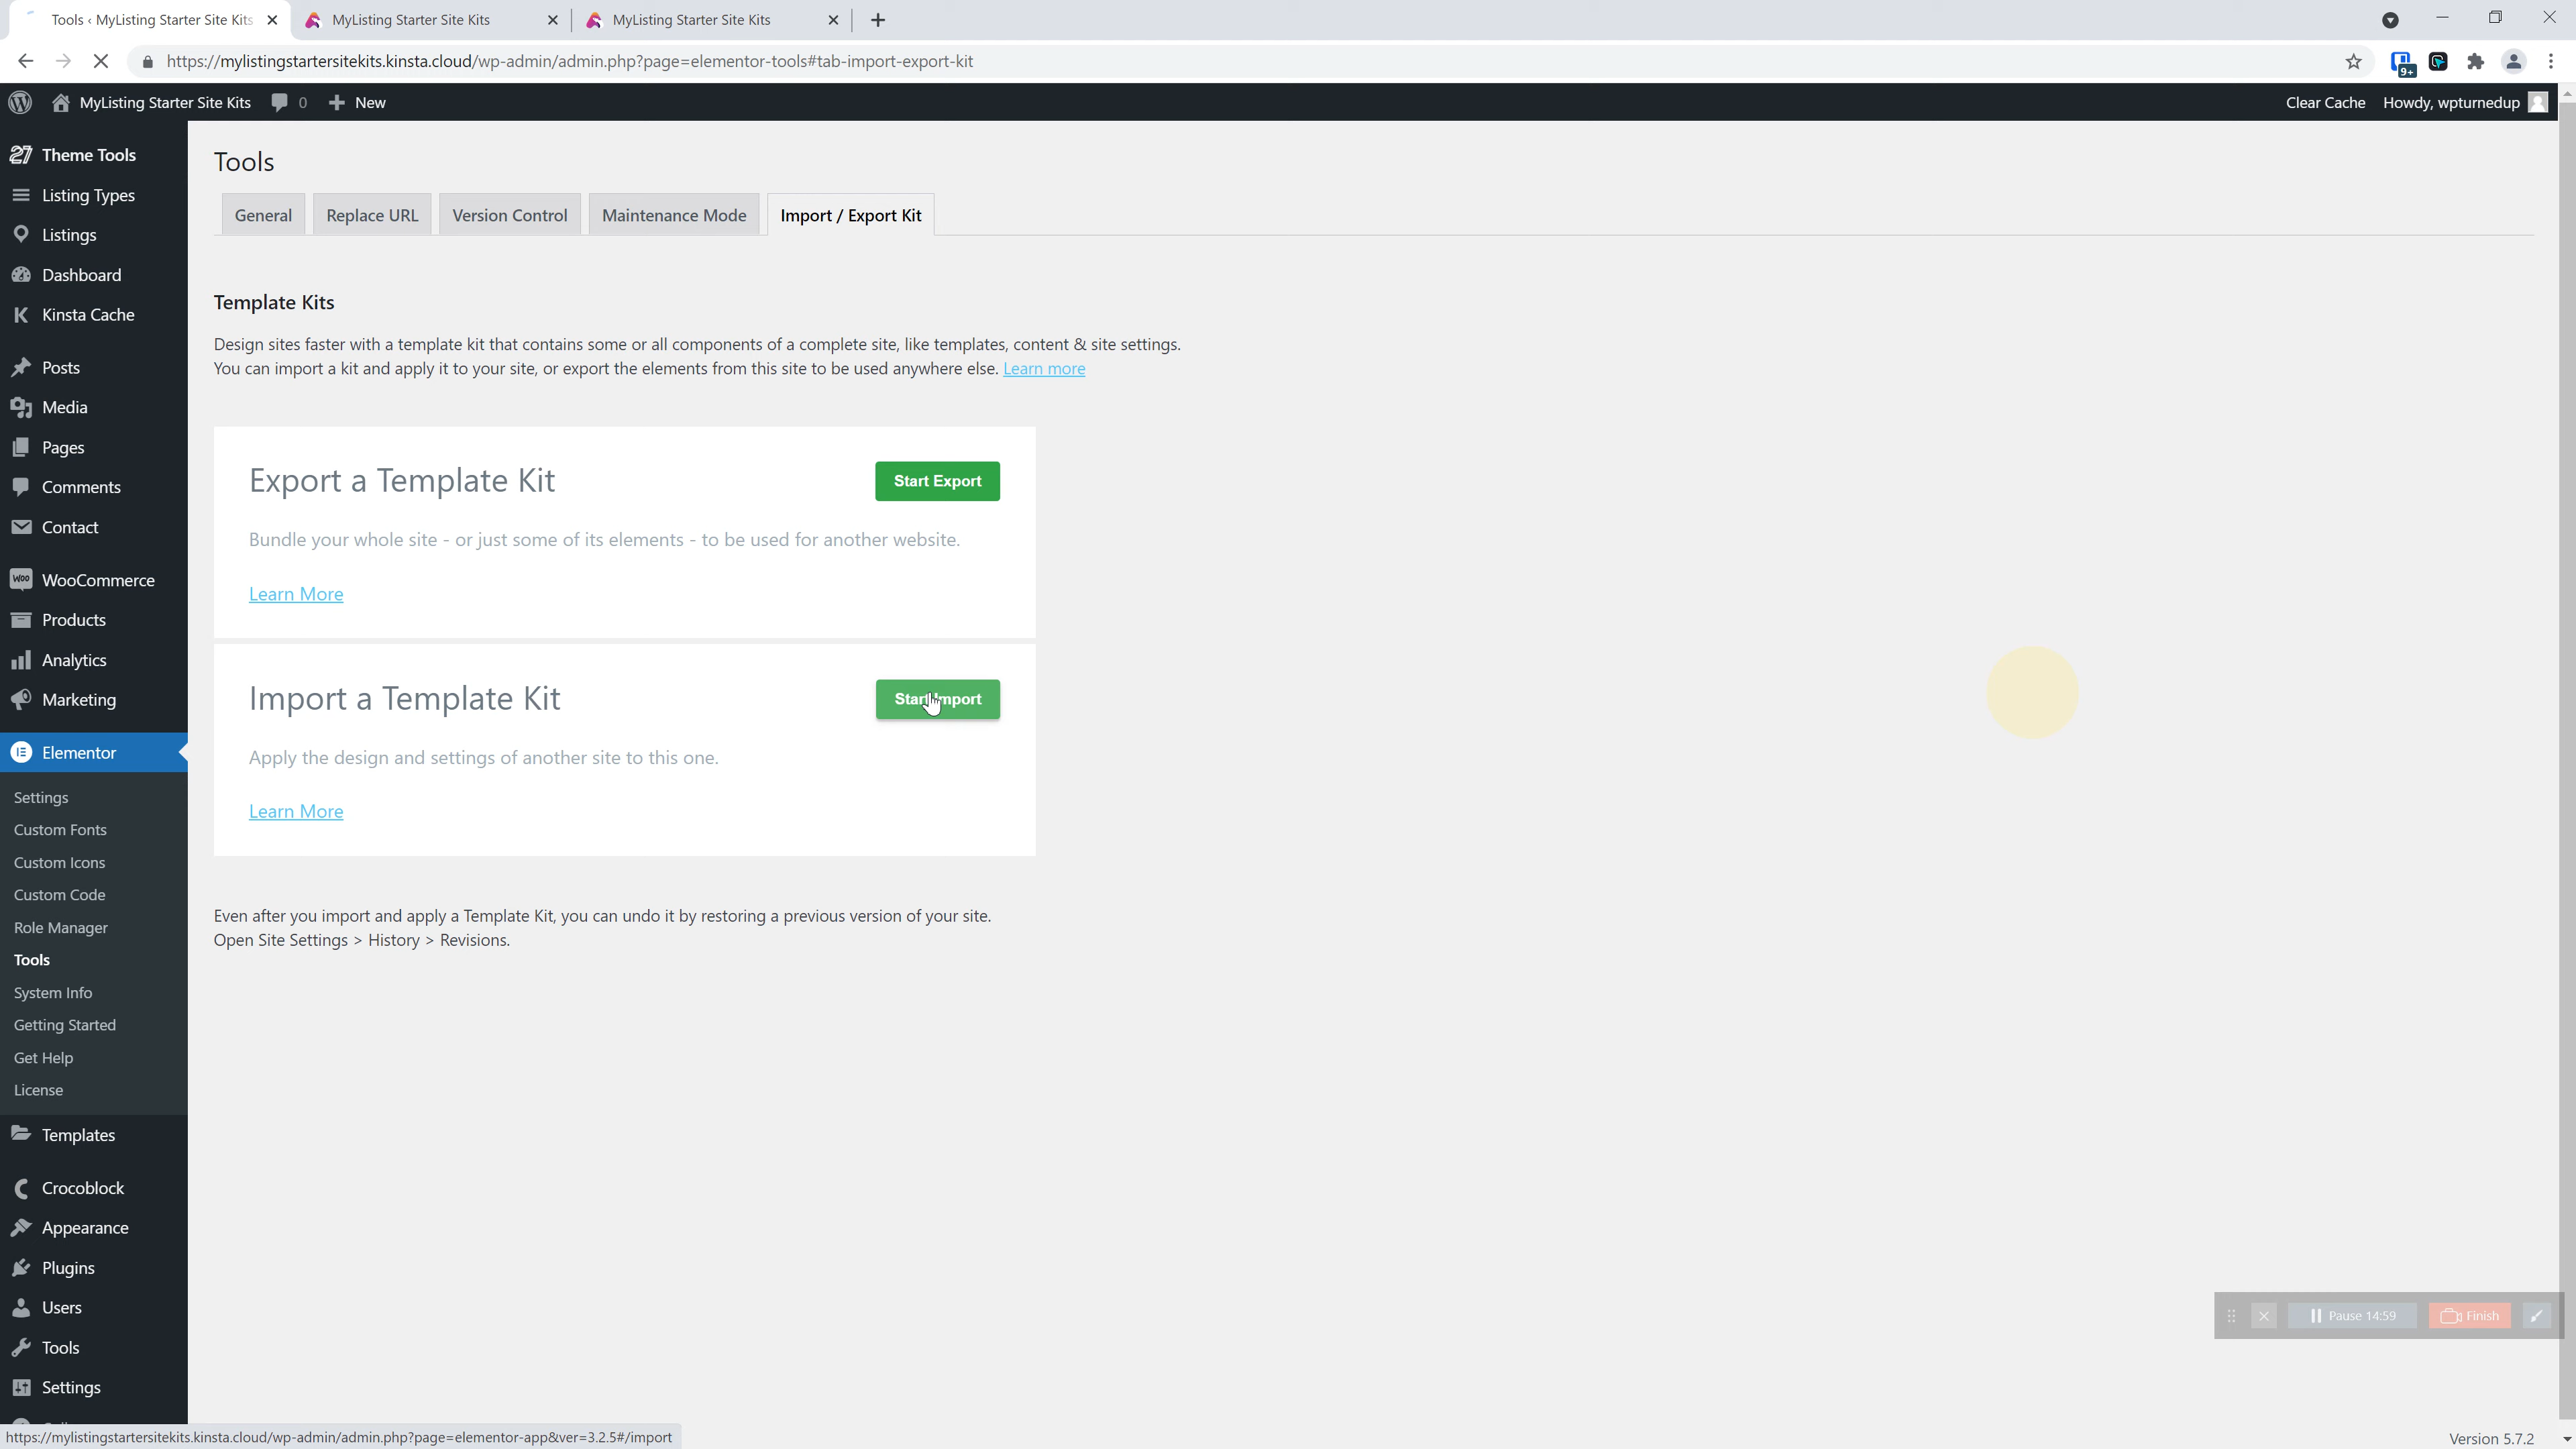 Tools ‹ MyListing Starter Site Kits
MyListing Starter Site Kits
MyListing Starter Site Kits
https://mylistingstartersitekits.kinsta.cloud/wp-admin/admin.php?page=elementor-tools#tab-import-export-kit
9+
MyListing Starter Site Kits
0
New
Clear Cache
Howdy, wpturnedup
27 Theme Tools
Listing Types
Listings
Dashboard
Kinsta Cache
Posts
Media
Pages
Comments
Contact
WooCommerce
Products
Analytics
Marketing
Elementor
Settings
Custom Fonts
Custom Icons
Custom Code
Role Manager
Tools
System Info
Getting Started
Get Help
License
Templates
Crocoblock
Appearance
Plugins
Users
Tools
Settings
Tools
General
Replace URL
Version Control
Maintenance Mode
Import / Export Kit
Template Kits
Design sites faster with a template kit that contains some or all components of a complete site, like templates, content & site settings.
You can import a kit and apply it to your site, or export the elements from this site to be used anywhere else. Learn more
Export a Template Kit
Start Export
Bundle your whole site - or just some of its elements - to be used for another website.
Learn More
Import a Template Kit
Start Import
Apply the design and settings of another site to this one.
Learn More
Even after you import and apply a Template Kit, you can undo it by restoring a previous version of your site.
Open Site Settings > History > Revisions.
Pause 14:59
Finish
https://mylistingstartersitekits.kinsta.cloud/wp-admin/admin.php?page=elementor-app&ver=3.2.5#/import
Version 5.7.2